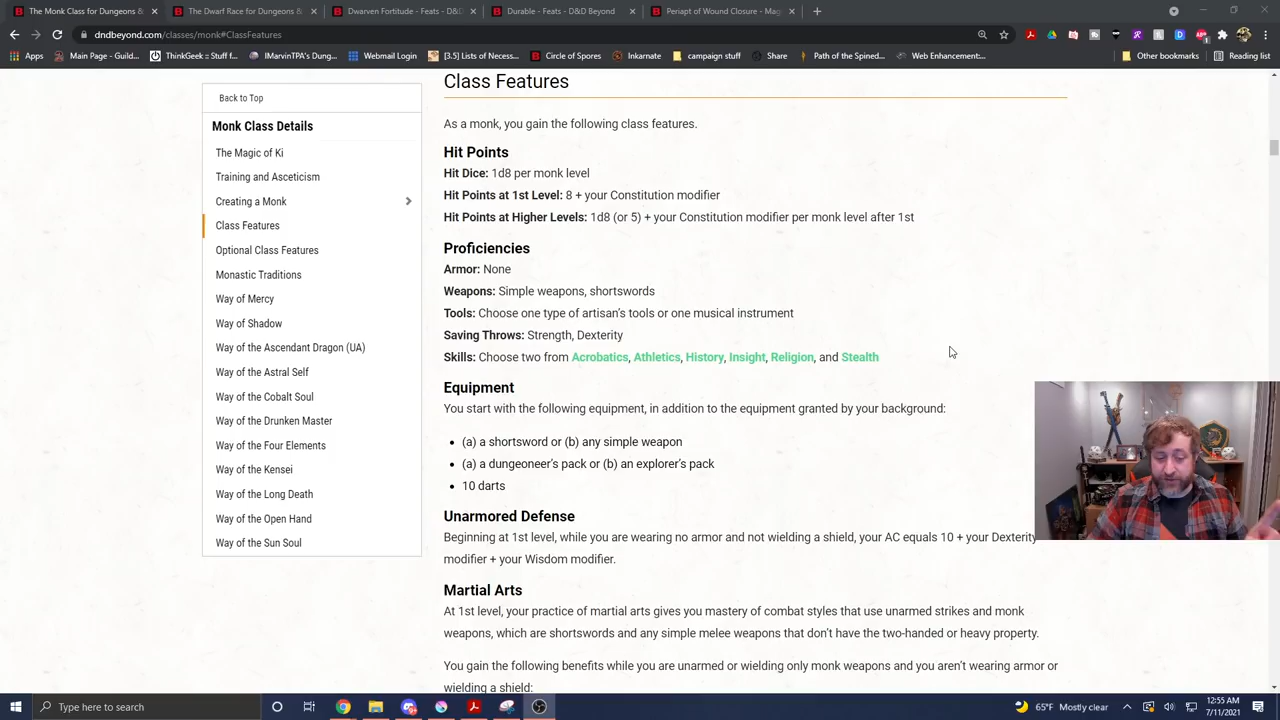 The Monk Class for Dungeons &
The Dwarf Race for Dungeons &
Dwarven Fortitude - Feats - D&D
Durable - Feats - D&D Beyond
Periapt of Wound Closure - Mag
dndbeyond.com/classes/monk#ClassFeatures
Apps
Main Page - Guild...
ThinkGeek :: Stuff f...
IMarvinTPA's Dung...
Webmail Login
[3.5] Lists of Necess...
Circle of Spores
Inkarnate
campaign stuff
Share
Path of the Spined...
Web Enhancement:...
Other bookmarks
Reading list
Back to Top
Monk Class Details
The Magic of Ki
Training and Asceticism
Creating a Monk
Class Features
Optional Class Features
Monastic Traditions
Way of Mercy
Way of Shadow
Way of the Ascendant Dragon (UA)
Way of the Astral Self
Way of the Cobalt Soul
Way of the Drunken Master
Way of the Four Elements
Way of the Kensei
Way of the Long Death
Way of the Open Hand
Way of the Sun Soul
Class Features
As a monk, you gain the following class features.
Hit Points
Hit Dice: 1d8 per monk level
Hit Points at 1st Level: 8 + your Constitution modifier
Hit Points at Higher Levels: 1d8 (or 5) + your Constitution modifier per monk level after 1st
Proficiencies
Armor: None
Weapons: Simple weapons, shortswords
Tools: Choose one type of artisan's tools or one musical instrument
Saving Throws: Strength, Dexterity
Skills: Choose two from Acrobatics, Athletics, History, Insight, Religion, and Stealth
Equipment
You start with the following equipment, in addition to the equipment granted by your background:
• (a) a shortsword or (b) any simple weapon
• (a) a dungeoneer's pack or (b) an explorer's pack
• 10 darts
Unarmored Defense
Beginning at 1st level, while you are wearing no armor and not wielding a shield, your AC equals 10 + your Dexterity
modifier + your Wisdom modifier.
Martial Arts
At 1st level, your practice of martial arts gives you mastery of combat styles that use unarmed strikes and monk
weapons, which are shortswords and any simple melee weapons that don't have the two-handed or heavy property.
You gain the following benefits while you are unarmed or wielding only monk weapons and you aren't wearing armor or
wielding a shield:
Type here to search
65°F Mostly clear
12:55 AM
7/11/2021